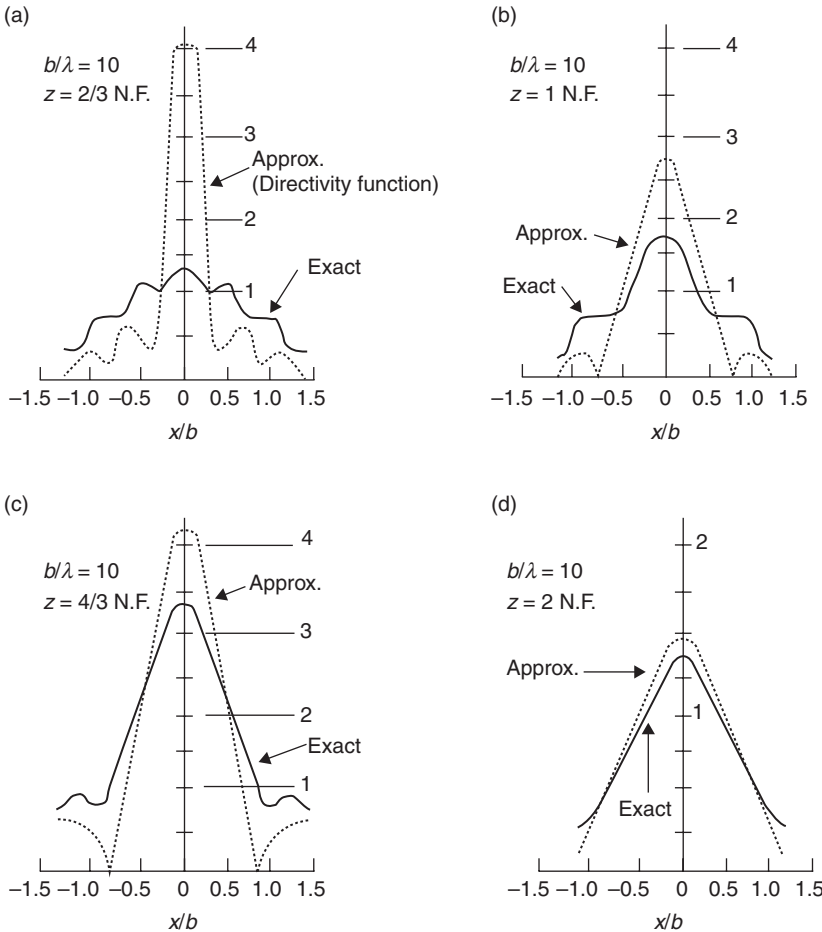 (a)
b/λ = 10
z = 2/3 N.F.
4
3
2
1
Approx.
(Directivity function)
Exact
–1.5 –1.0 –0.5 0 0.5 1.0 1.5
x/b
(b)
b/λ = 10
z = 1 N.F.
4
3
2
1
Approx.
Exact
–1.5 –1.0 –0.5 0 0.5 1.0 1.5
x/b
(c)
b/λ = 10
z = 4/3 N.F.
4
3
2
1
Approx.
Exact
–1.5 –1.0 –0.5 0 0.5 1.0 1.5
x/b
(d)
b/λ = 10
z = 2 N.F.
2
1
Approx.
Exact
–1.5 –1.0 –0.5 0 0.5 1.0 1.5
x/b